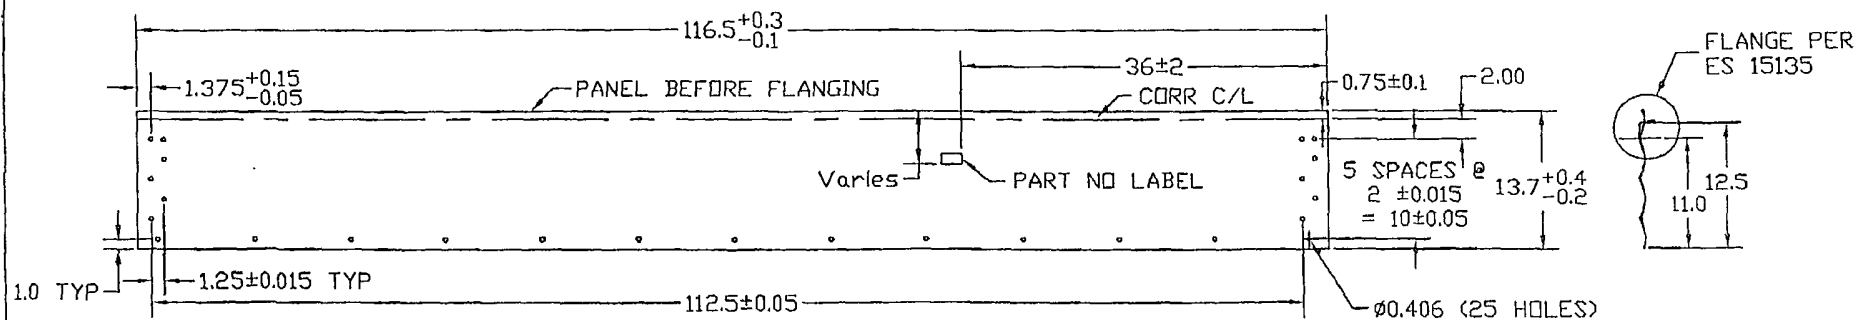 116.5+0.3
-0.1
FLANGE PER
ES 15135
36±2
1.375+0.15
-0.05
PANEL BEFORE FLANGING
CORR C/L
0.75±0.1
2.00
Varies
PART NO LABEL
5 SPACES @
2 ±0.015
= 10±0.05
13.7+0.4
-0.2
11.0
12.5
1.0 TYP
1.25±0.015 TYP
112.5±0.05
ø0.406 (25 HOLES)